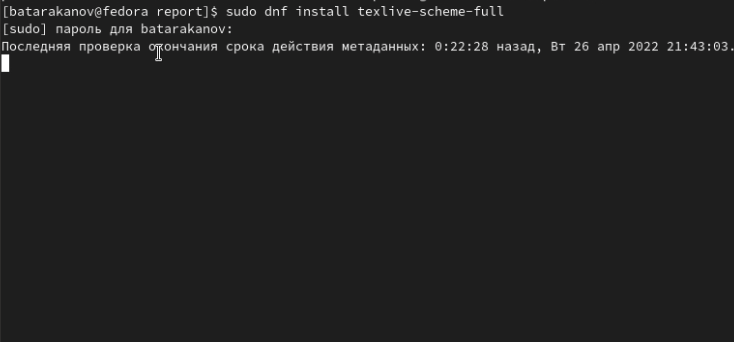 [batarakanov@fedora report]$ sudo dnf install texlive-scheme-full
[sudo] пароль для batarakanov:
Последняя проверка окончания срока действия метаданных: 0:22:28 назад, Вт 26 апр 2022 21:43:03.